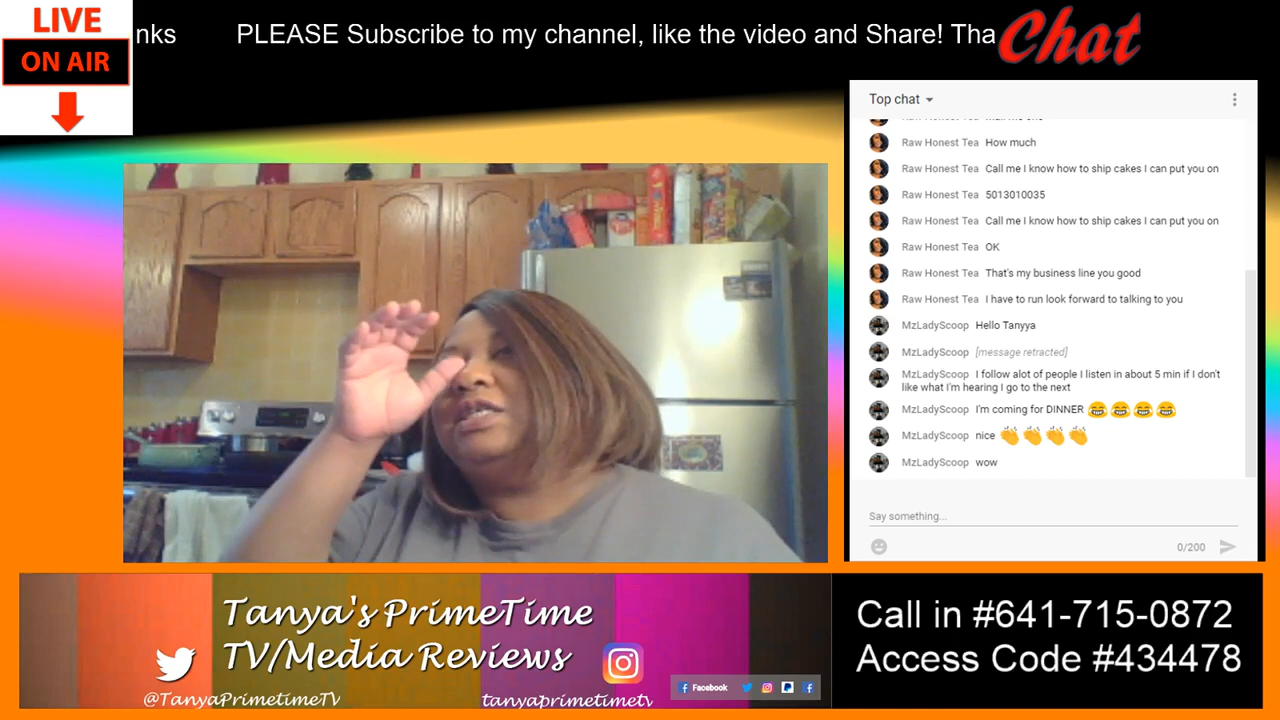 LIVE
ON AIR
nks PLEASE Subscribe to my channel, like the video and Share! Tha
Chat
Top chat
Raw Honest Tea How much
Raw Honest Tea Call me I know how to ship cakes I can put you on
Raw Honest Tea 5013010035
Raw Honest Tea Call me I know how to ship cakes I can put you on
Raw Honest Tea OK
Raw Honest Tea That's my business line you good
Raw Honest Tea I have to run look forward to talking to you
MzLadyScoop Hello Tanyya
MzLadyScoop [message retracted]
MzLadyScoop I follow alot of people I listen in about 5 min if I don't
like what I'm hearing I go to the next
MzLadyScoop I'm coming for DINNER 😂😂😂😂
MzLadyScoop nice 👏👏👏👏
MzLadyScoop wow
Say something...
0/200
Tanya's PrimeTime
TV/Media Reviews
@TanyaPrimetimeTV
tanyaprimetimetv
Facebook
Call in #641-715-0872
Access Code #434478